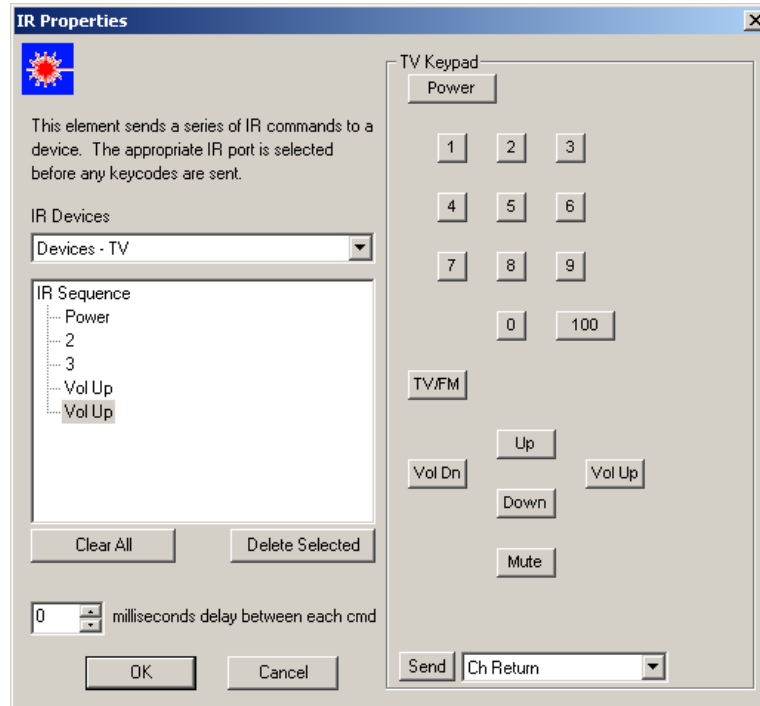 IR Properties
This element sends a series of IR commands to a
device. The appropriate IR port is selected
before any keycodes are sent.
IR Devices
Devices - TV
IR Sequence
Power
2
3
Vol Up
Vol Up
Clear All
Delete Selected
0 milliseconds delay between each cmd
OK
Cancel
TV Keypad
Power
1 2 3
4 5 6
7 8 9
0 100
TV/FM
Up
Vol Dn
Vol Up
Down
Mute
Send
Ch Return